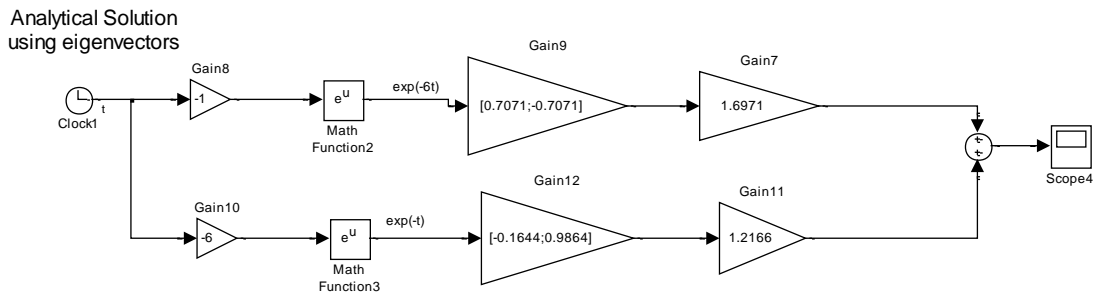 Analytical Solution
using eigenvectors
Clock1
t
Gain8
-1
e^u
Math
Function2
exp(-6t)
Gain9
[0.7071;-0.7071]
Gain7
1.6971
Scope4
Gain10
-6
e^u
Math
Function3
exp(-t)
Gain12
[-0.1644;0.9864]
Gain11
1.2166